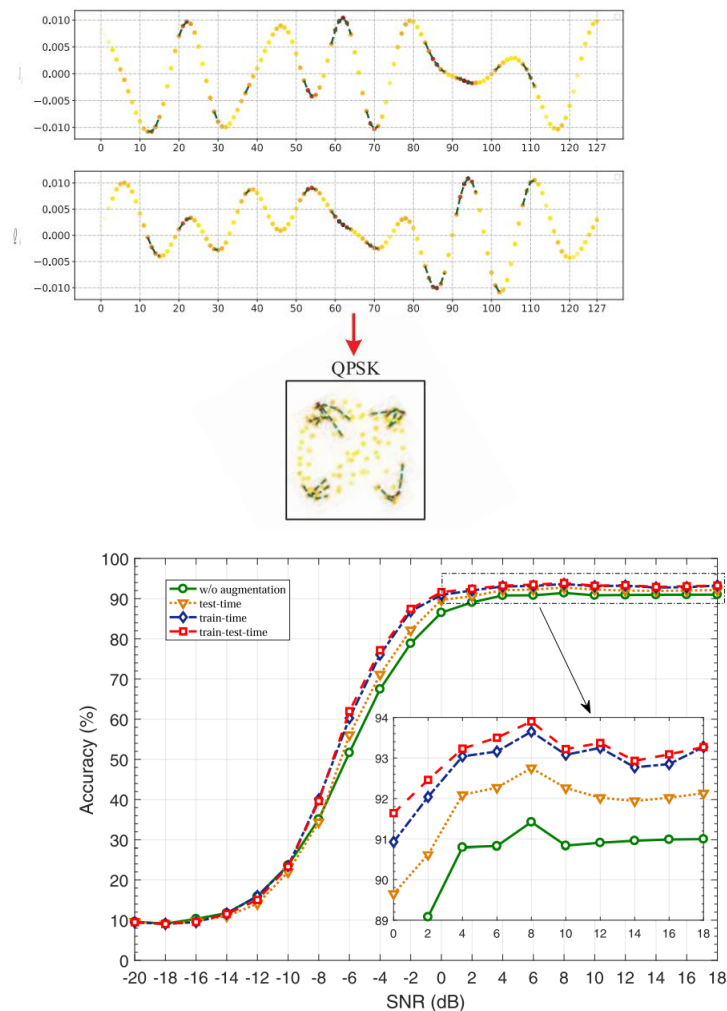 0.010
0.005
0.000
−0.005
−0.010
0 10 20 30 40 50 60 70 80 90 100 110 120 127
0.010
0.005
0.000
−0.005
−0.010
0 10 20 30 40 50 60 70 80 90 100 110 120 127
QPSK
100
90
80
70
60
50
40
30
20
10
0
Accuracy (%)
w/o augmentation
test-time
train-time
train-test-time
94
93
92
91
90
89
0 2 4 6 8 10 12 14 16 18
-20 -18 -16 -14 -12 -10 -8 -6 -4 -2 0 2 4 6 8 10 12 14 16 18
SNR (dB)